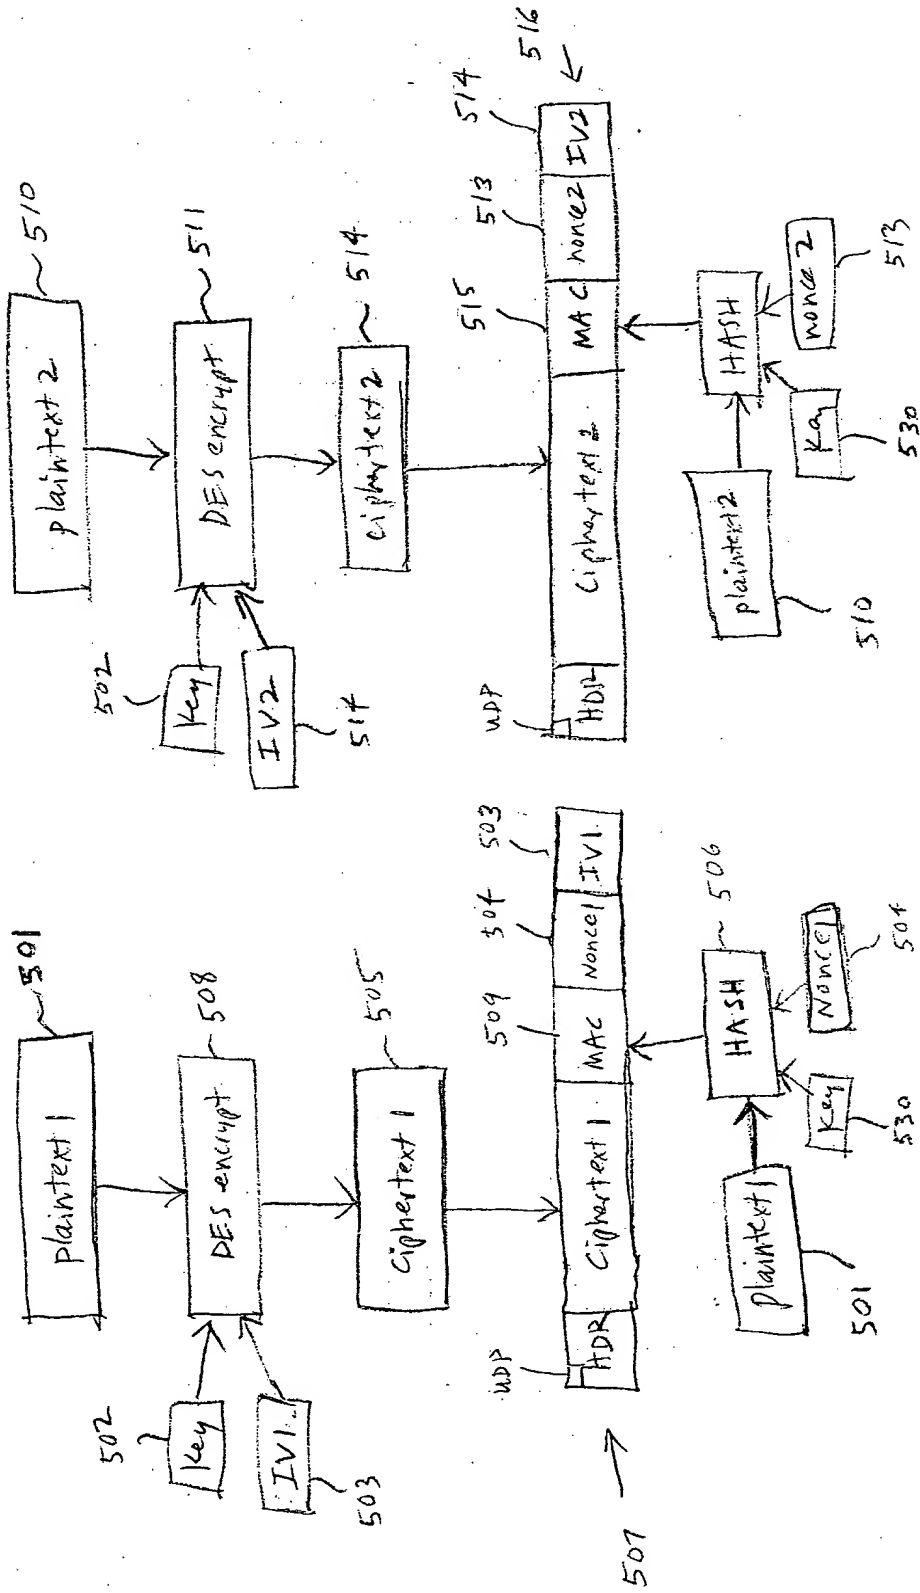 plaintext 1
501
plaintext 2
510
502
Key
IV1
503
DES encrypt
508
502
Key
IV2
514
DES encrypt
511
Ciphertext 1
505
ciphertext 2
514
507
UDP
HDR
Ciphertext 1
509
MAC
504
Nonce1
503
IV1
UDP
HDR
Ciphertext 2
515
MAC
513
nonce2
514
IV2
516
HASH
506
HASH
Plaintext 1
501
Key
530
Nonce1
504
plaintext2
510
Key
530
nonce 2
513